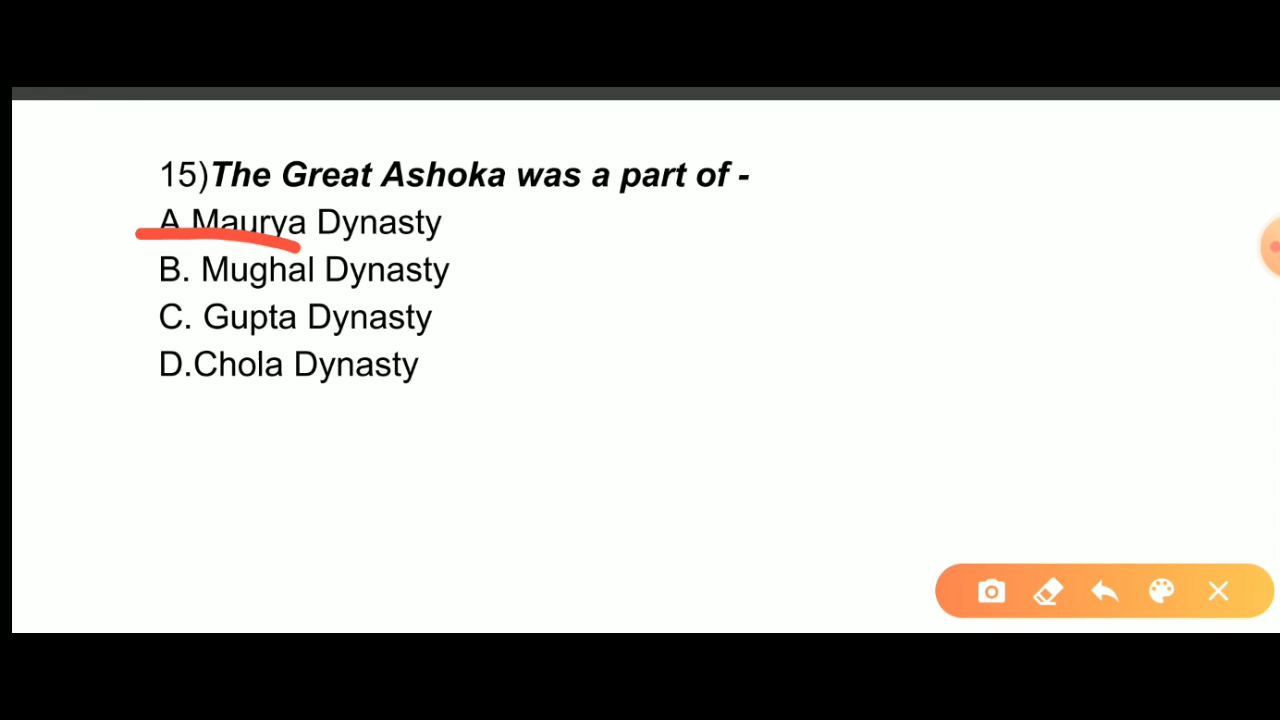 15)The Great Ashoka was a part of -
A.Maurya Dynasty
B. Mughal Dynasty
C. Gupta Dynasty
D.Chola Dynasty